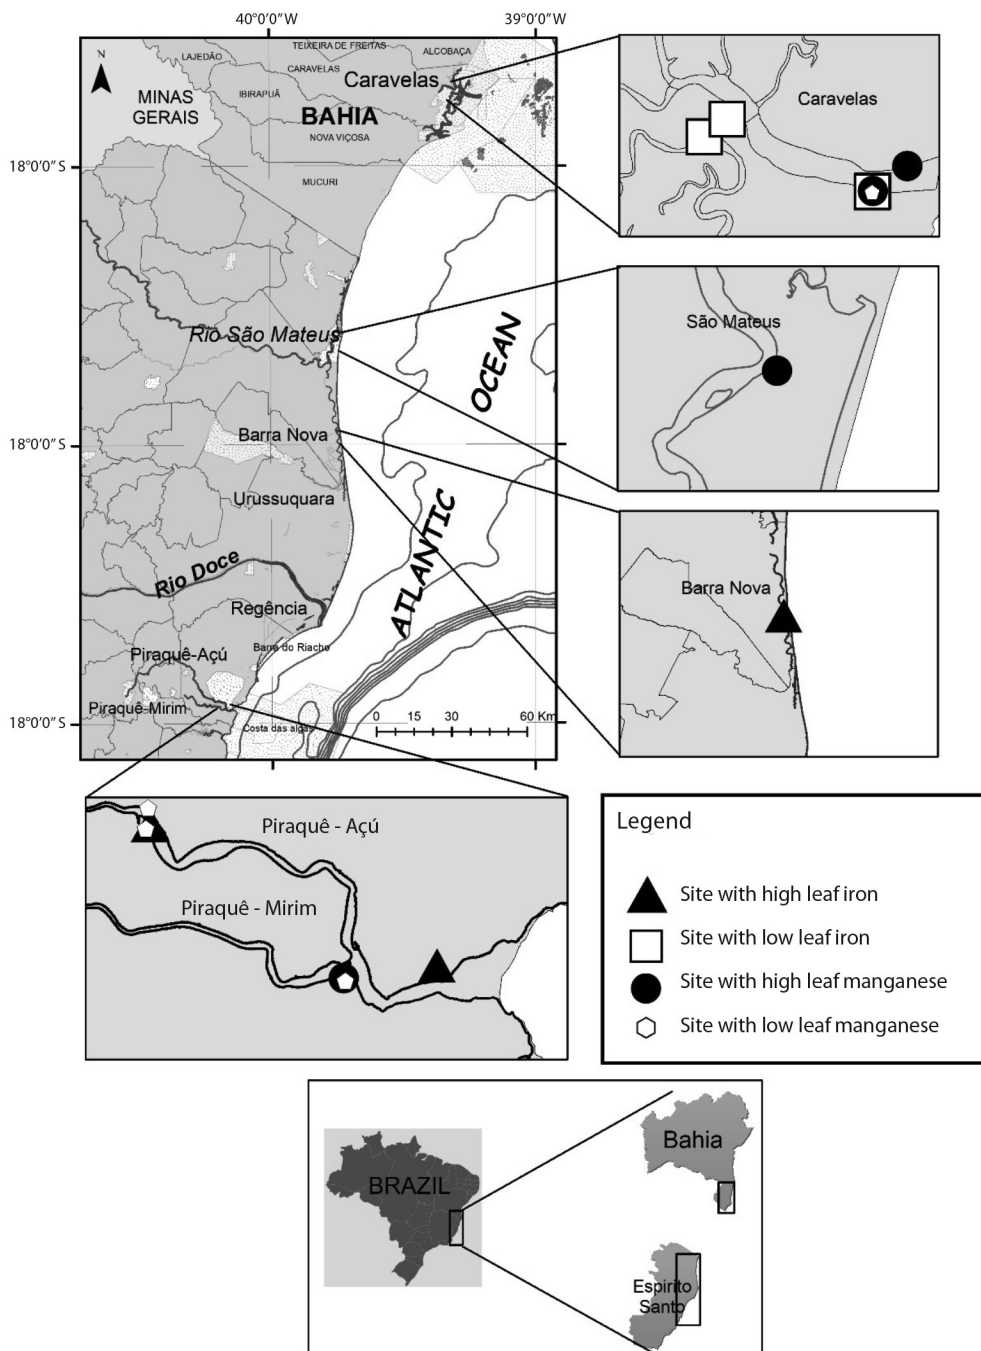 40°0'0"W
39°0'0"W
N
LAJEDÃO
TEIXEIRA DE FREITAS
ALCOBAÇA
CARAVELAS
Caravelas
IBIRAPUÃ
MINAS
GERAIS
BAHIA
NOVA VIÇOSA
18°0'0"S
MUCURI
Rio São Mateus
OCEAN
18°0'0"S
Barra Nova
Urussuquara
ATLANTIC
Rio Doce
Regência
Barra do Riacho
Piraquê-Açú
Piraquê-Mirim
18°0'0"S
Costa das algas
0 15 30 60 Km
Caravelas
São Mateus
Barra Nova
Piraquê - Açú
Piraquê - Mirim
Legend
Site with high leaf iron
Site with low leaf iron
Site with high leaf manganese
Site with low leaf manganese
BRAZIL
Bahia
Espirito
Santo